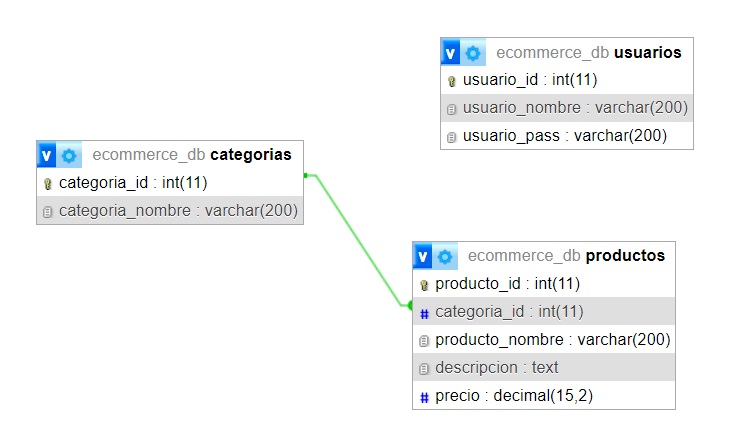 v ecommerce_db usuarios
usuario_id : int(11)
usuario_nombre : varchar(200)
usuario_pass : varchar(200)
v ecommerce_db categorias
categoria_id : int(11)
categoria_nombre : varchar(200)
v ecommerce_db productos
producto_id : int(11)
# categoria_id : int(11)
producto_nombre : varchar(200)
descripcion : text
# precio : decimal(15,2)